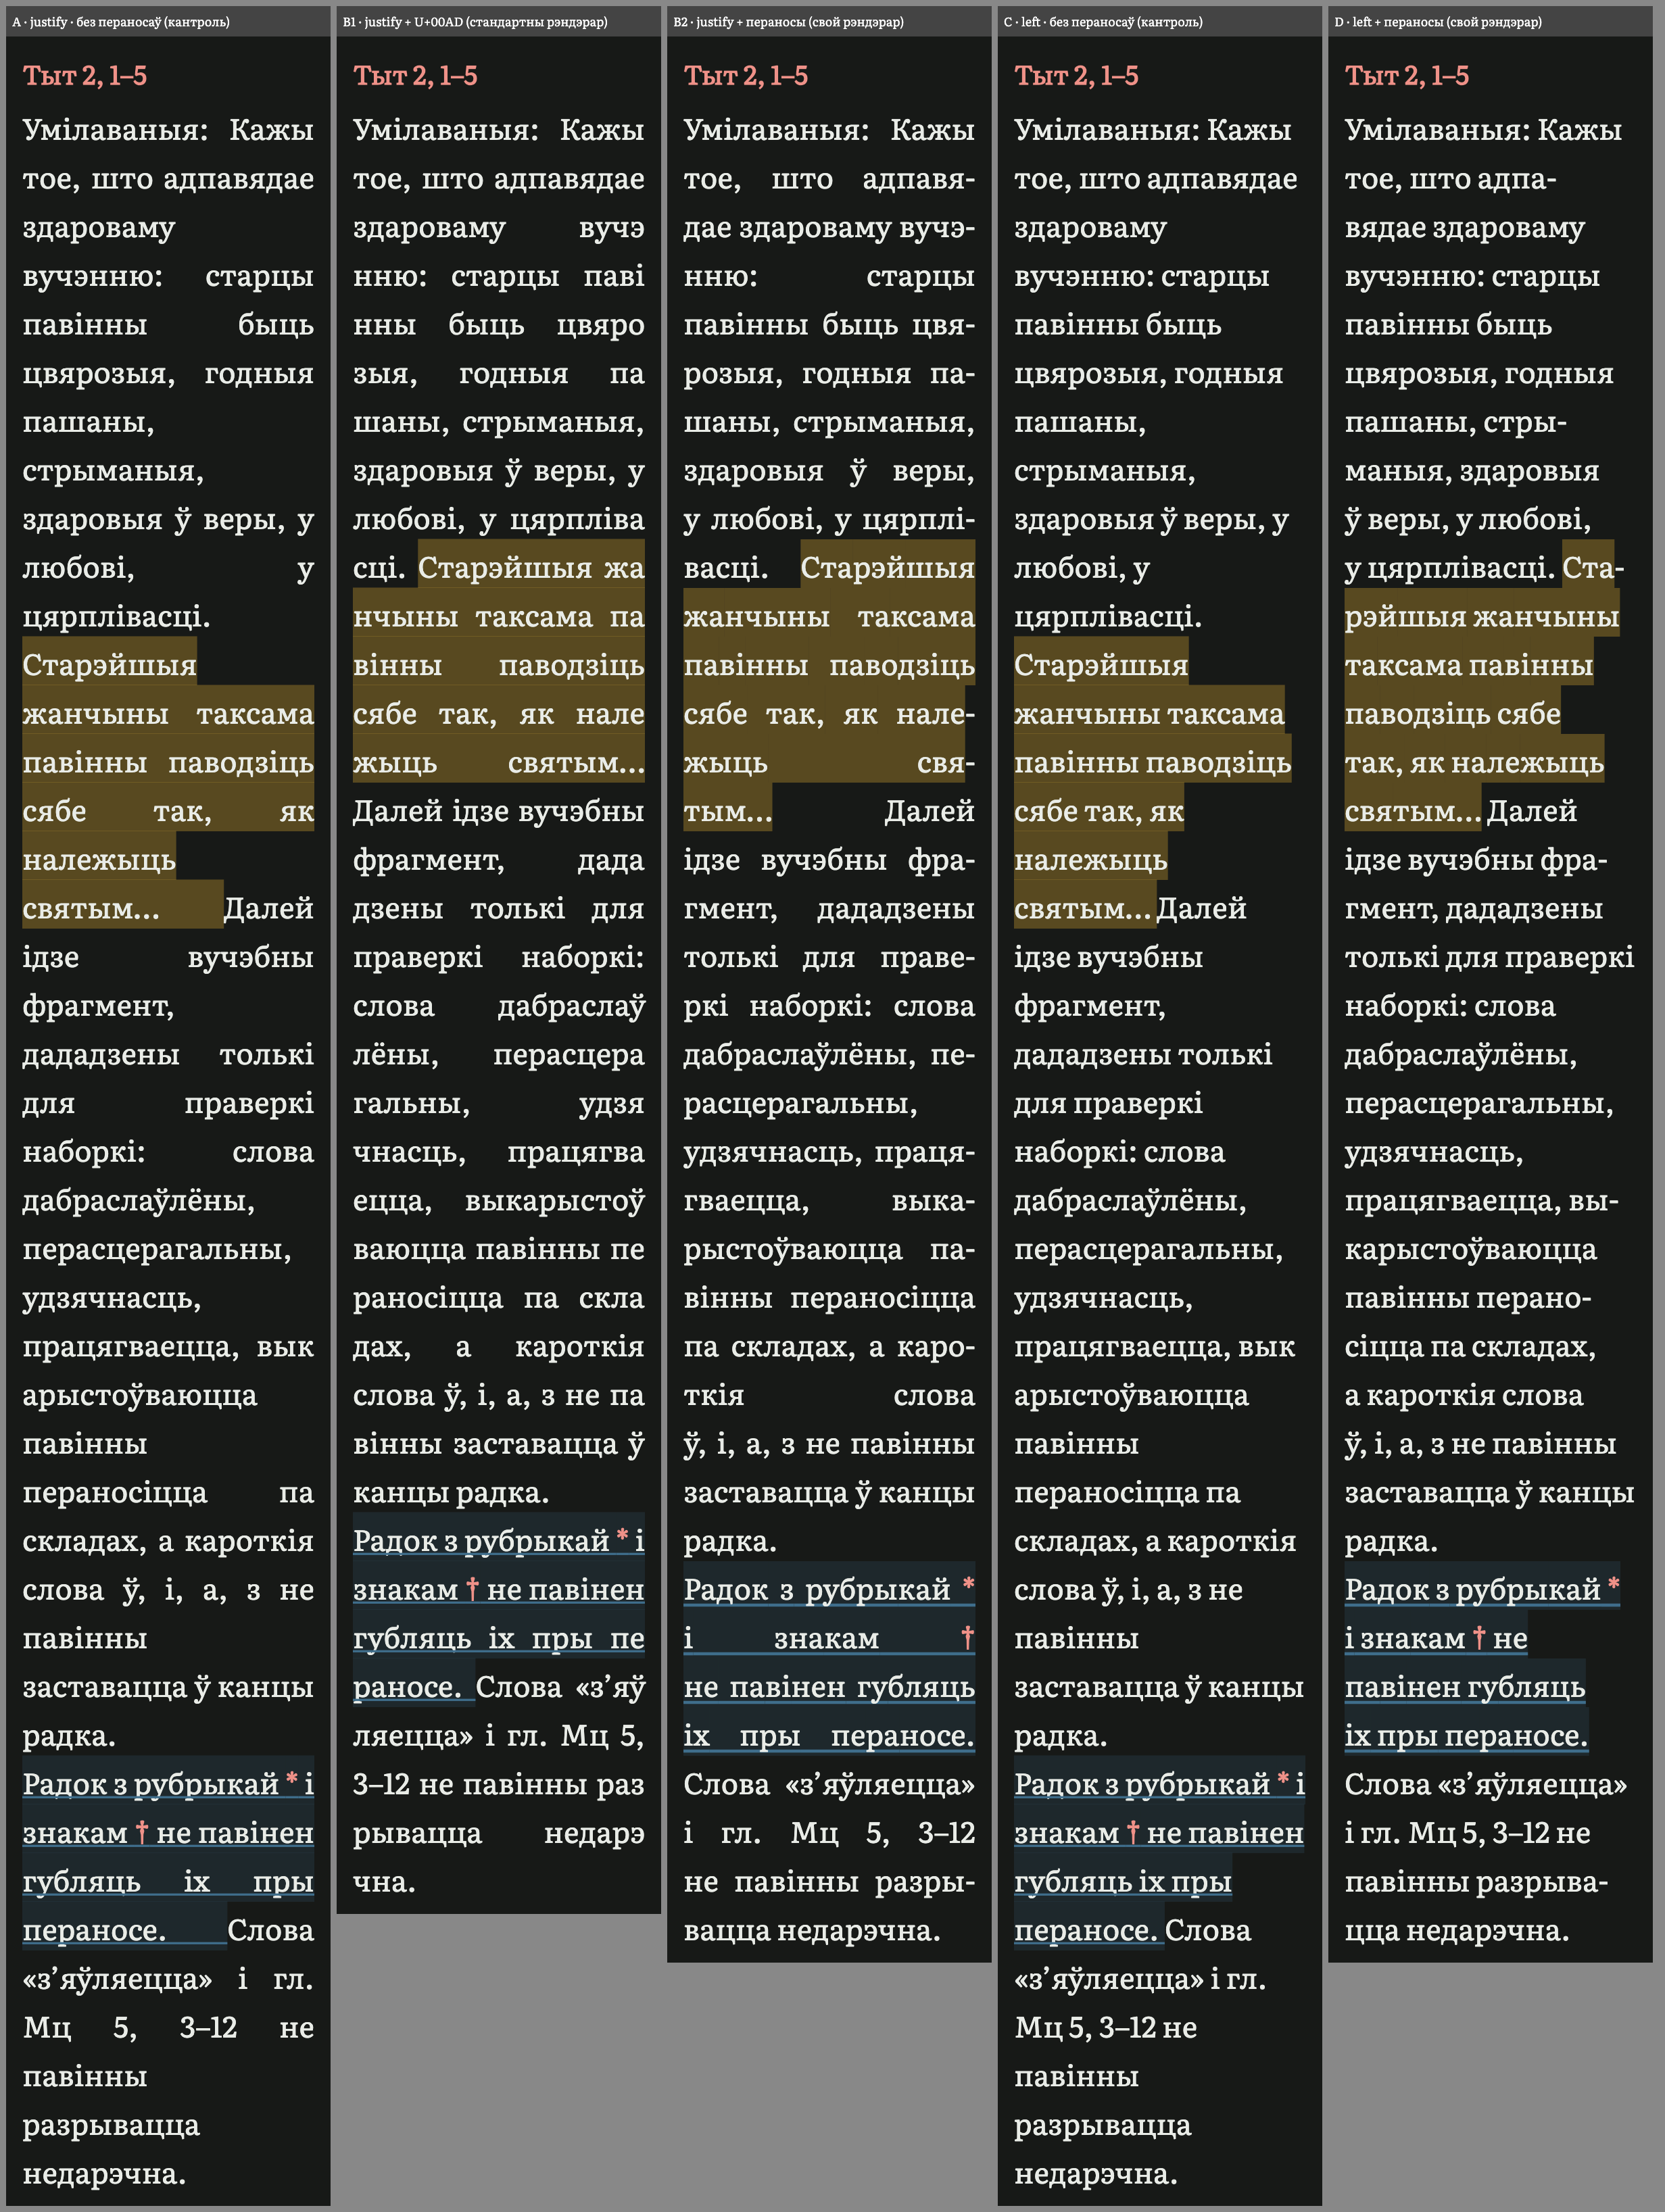 A · justify · без пераносаў (кантроль)
Тыт 2, 1–5
Умілаваныя: Кажы
тое, што адпавядае
здароваму
вучэнню: старцы
павінны быць
цвярозыя, годныя
пашаны,
стрыманыя,
здаровыя ў веры, у
любові, у
цярплівасці.
Старэйшыя
жанчыны таксама
павінны паводзіць
сябе так, як
належыць
святым... Далей
ідзе вучэбны
фрагмент,
дададзены толькі
для праверкі
наборкі: слова
дабраслаўлёны,
перасцерагальны,
удзячнасць,
працягваецца, вык
арыстоўваюцца
павінны
пераносіцца па
складах, а кароткія
слова ў, і, а, з не
павінны
заставацца ў канцы
радка.
Радок з рубрыкай * і
знакам † не павінен
губляць іх пры
пераносе. Слова
«з’яўляецца» і гл.
Мц 5, 3–12 не
павінны
разрывацца
недарэчна.
B1 · justify + U+00AD (стандартны рэндэрар)
Тыт 2, 1–5
Умілаваныя: Кажы
тое, што адпавядае
здароваму вучэ
нню: старцы паві
нны быць цвяро
зыя, годныя па
шаны, стрыманыя,
здаровыя ў веры, у
любові, у цярпліва
сці. Старэйшыя жа
нчыны таксама па
вінны паводзіць
сябе так, як нале
жыць святым...
Далей ідзе вучэбны
фрагмент, дада
дзены толькі для
праверкі наборкі:
слова дабраслаў
лёны, перасцера
гальны, удзя
чнасць, працягва
ецца, выкарыстоў
ваюцца павінны пе
раносіцца па скла
дах, а кароткія
слова ў, і, а, з не па
вінны заставацца ў
канцы радка.
Радок з рубрыкай * і
знакам † не павінен
губляць іх пры пе
раносе. Слова «з’яў
ляецца» і гл. Мц 5,
3–12 не павінны раз
рывацца недарэ
чна.
B2 · justify + пераносы (свой рэндэрар)
Тыт 2, 1–5
Умілаваныя: Кажы
тое, што адпавя-
дае здароваму вучэ-
нню: старцы
павінны быць цвя-
розыя, годныя па-
шаны, стрыманыя,
здаровыя ў веры,
у любові, у цярплі-
васці. Старэйшыя
жанчыны таксама
павінны паводзіць
сябе так, як нале-
жыць свя-
тым... Далей
ідзе вучэбны фра-
гмент, дададзены
толькі для праве-
ркі наборкі: слова
дабраслаўлёны, пе-
расцерагальны,
удзячнасць, праця-
гваецца, выка-
рыстоўваюцца па-
вінны пераносіцца
па складах, а каро-
ткія слова
ў, і, а, з не павінны
заставацца ў канцы
радка.
Радок з рубрыкай *
і знакам †
не павінен губляць
іх пры пераносе.
Слова «з’яўляецца»
і гл. Мц 5, 3–12
не павінны разры-
вацца недарэчна.
C · left · без пераносаў (кантроль)
Тыт 2, 1–5
Умілаваныя: Кажы
тое, што адпавядае
здароваму
вучэнню: старцы
павінны быць
цвярозыя, годныя
пашаны,
стрыманыя,
здаровыя ў веры, у
любові, у
цярплівасці.
Старэйшыя
жанчыны таксама
павінны паводзіць
сябе так, як
належыць
святым... Далей
ідзе вучэбны
фрагмент,
дададзены толькі
для праверкі
наборкі: слова
дабраслаўлёны,
перасцерагальны,
удзячнасць,
працягваецца, вык
арыстоўваюцца
павінны
пераносіцца па
складах, а кароткія
слова ў, і, а, з не
павінны
заставацца ў канцы
радка.
Радок з рубрыкай * і
знакам † не павінен
губляць іх пры
пераносе. Слова
«з’яўляецца» і гл.
Мц 5, 3–12 не
павінны
разрывацца
недарэчна.
D · left + пераносы (свой рэндэрар)
Тыт 2, 1–5
Умілаваныя: Кажы
тое, што адпа-
вядае здароваму
вучэнню: старцы
павінны быць
цвярозыя, годныя
пашаны, стры-
маныя, здаровыя
ў веры, у любові,
у цярплівасці. Ста-
рэйшыя жанчыны
таксама павінны
паводзіць сябе
так, як належыць
святым... Далей
ідзе вучэбны фра-
гмент, дададзены
толькі для праверкі
наборкі: слова
дабраслаўлёны,
перасцерагальны,
удзячнасць,
працягваецца, вы-
карыстоўваюцца
павінны перано-
сіцца па складах,
а кароткія слова
ў, і, а, з не павінны
заставацца ў канцы
радка.
Радок з рубрыкай *
і знакам † не
павінен губляць
іх пры пераносе.
Слова «з’яўляецца»
і гл. Мц 5, 3–12 не
павінны разрыва-
цца недарэчна.